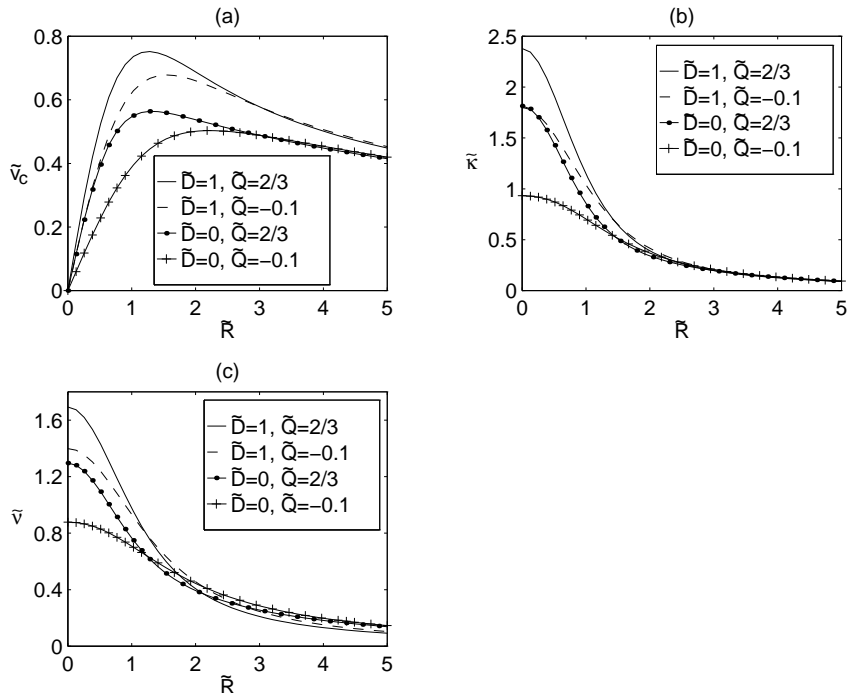 (a)
0.8
0.6
0.4
0.2
0
ṽ_C
D̃=1, Q̃=2/3
D̃=1, Q̃=−0.1
D̃=0, Q̃=2/3
D̃=0, Q̃=−0.1
0 1 2 3 4 5
R̃
(b)
2.5
2
1.5
1
0.5
0
κ̃
D̃=1, Q̃=2/3
D̃=1, Q̃=−0.1
D̃=0, Q̃=2/3
D̃=0, Q̃=−0.1
0 1 2 3 4 5
R̃
(c)
1.6
1.2
0.8
0.4
0
ṽ
D̃=1, Q̃=2/3
D̃=1, Q̃=−0.1
D̃=0, Q̃=2/3
D̃=0, Q̃=−0.1
0 1 2 3 4 5
R̃